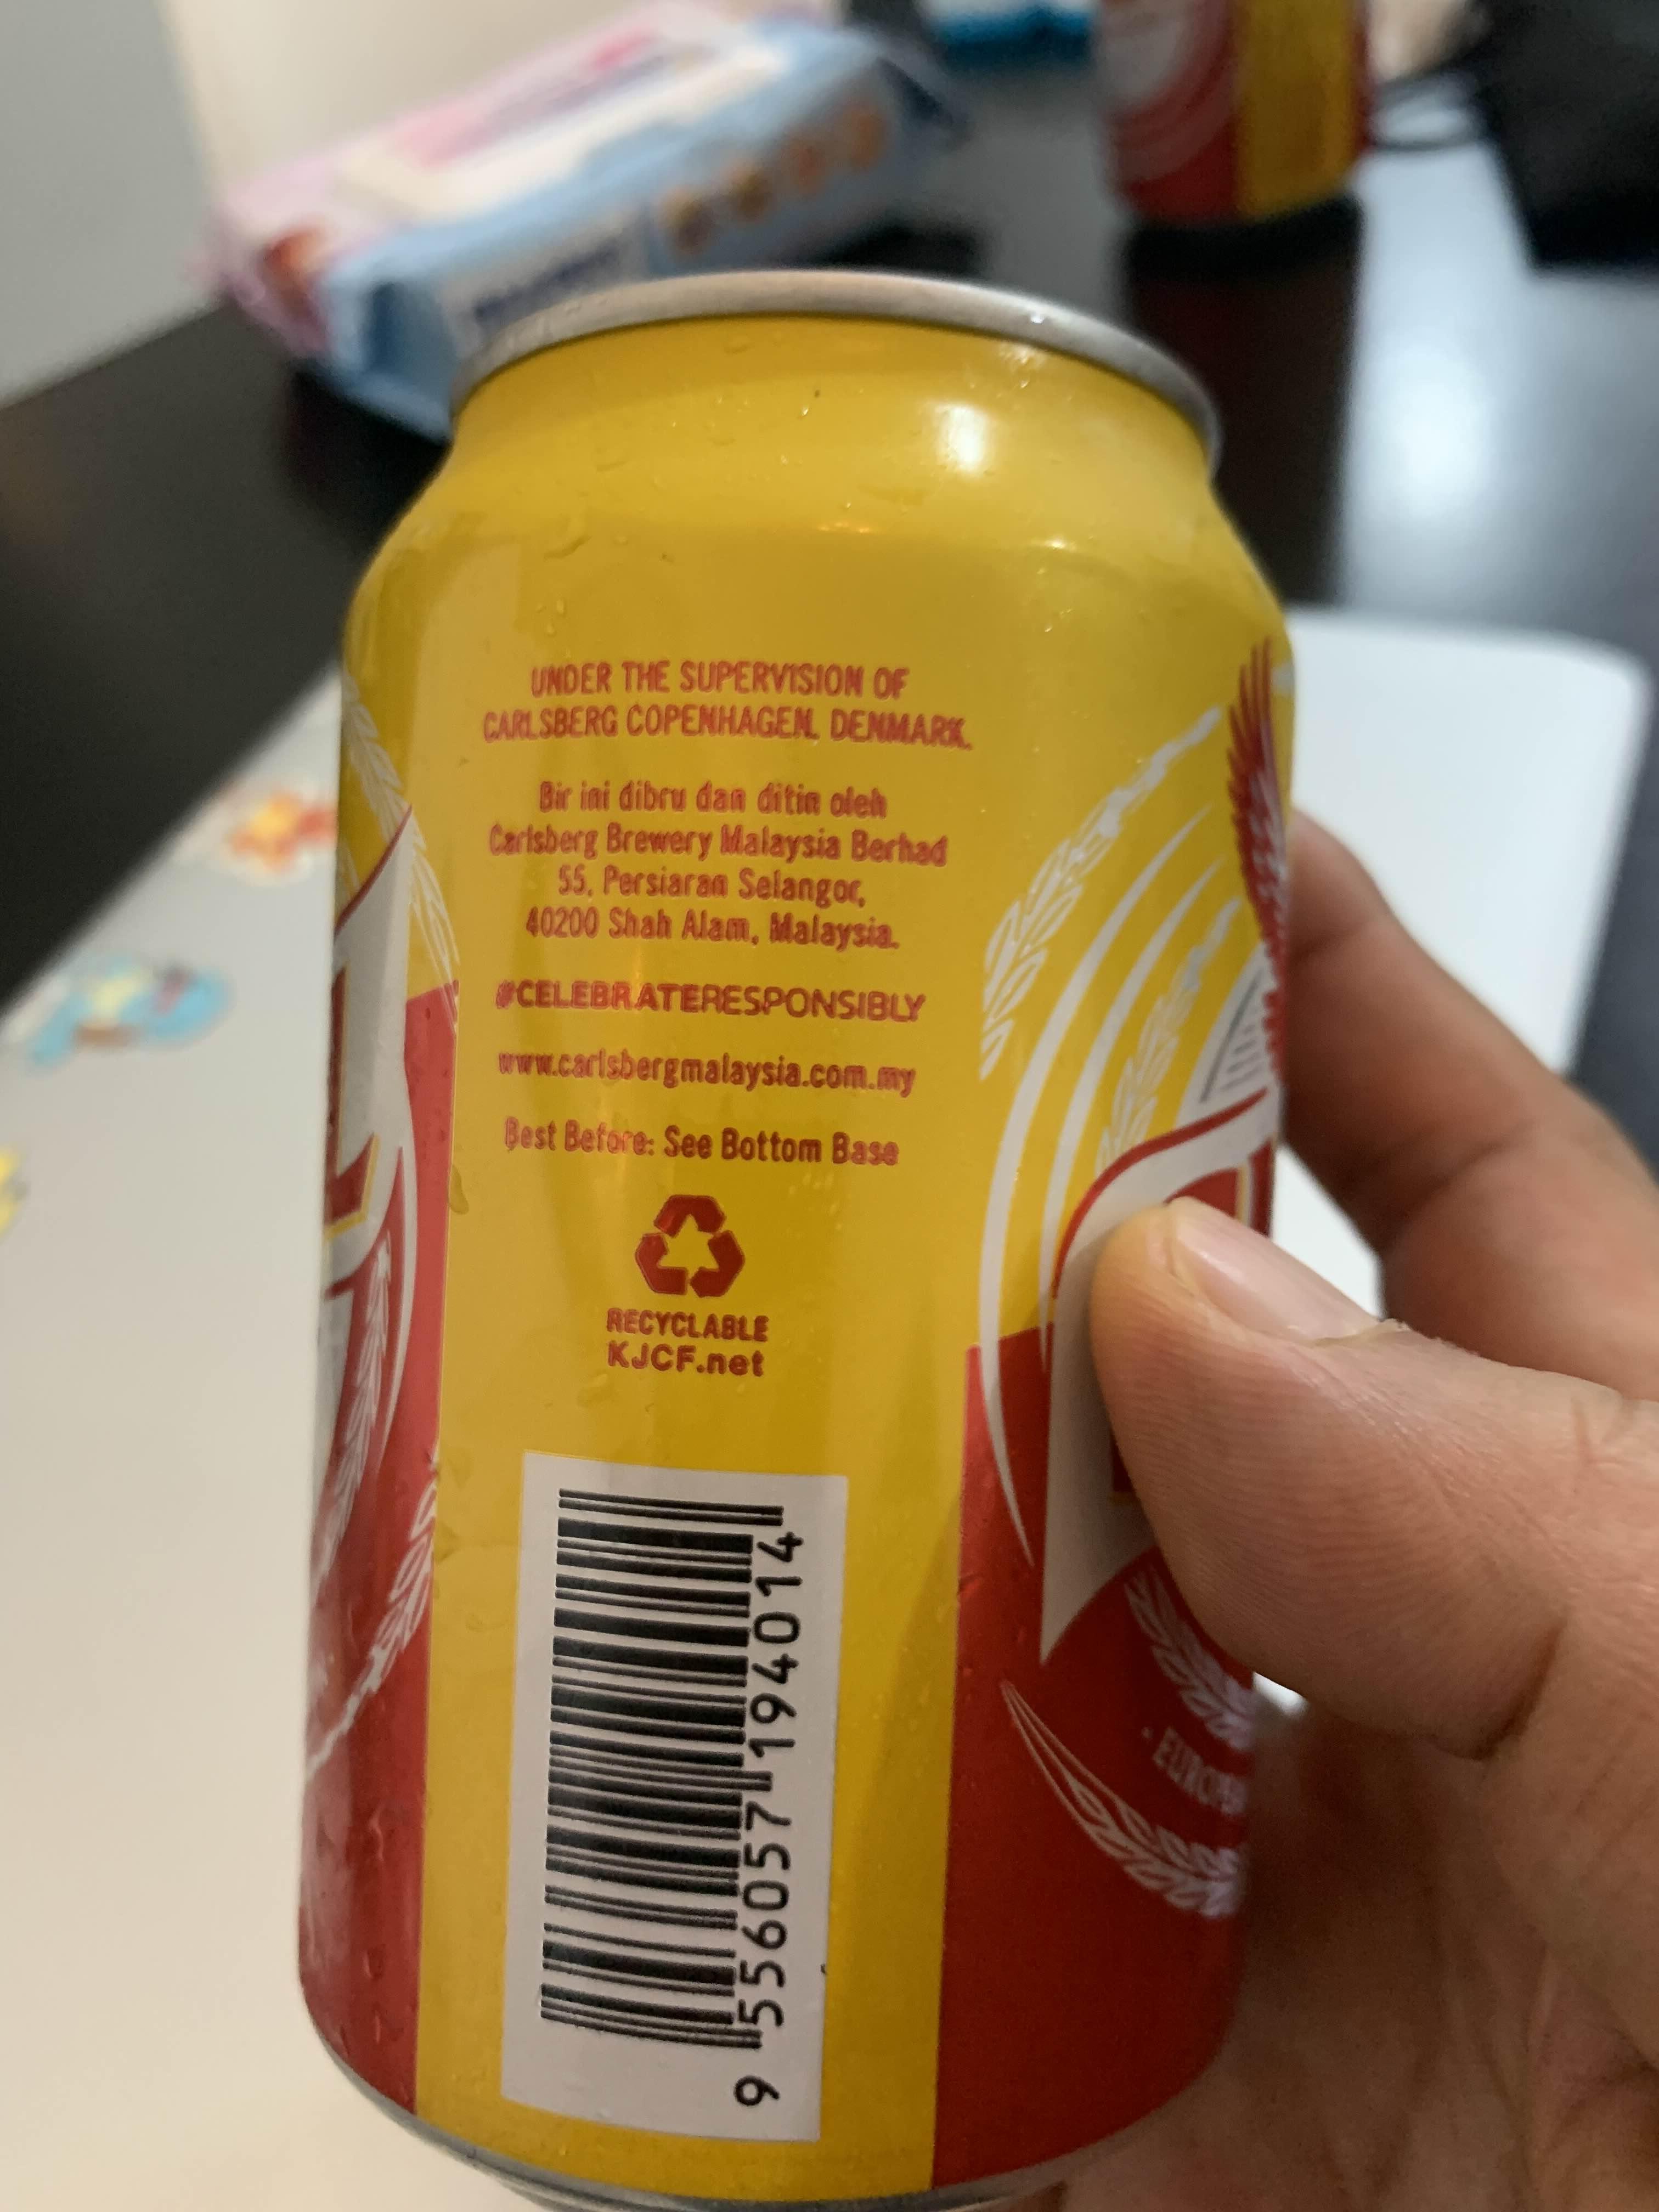 UNDER THE SUPERVISION OF
CARLSBERG COPENHAGEN, DENMARK.
Bir ini dibru dan ditin oleh
Carlsberg Brewery Malaysia Berhad
55, Persiaran Selangor,
40200 Shah Alam, Malaysia.
#CELEBRATERESPONSIBLY
www.carlsbergmalaysia.com.my
Best Before: See Bottom Base
RECYCLABLE
KJCF.net
9 556057 194014